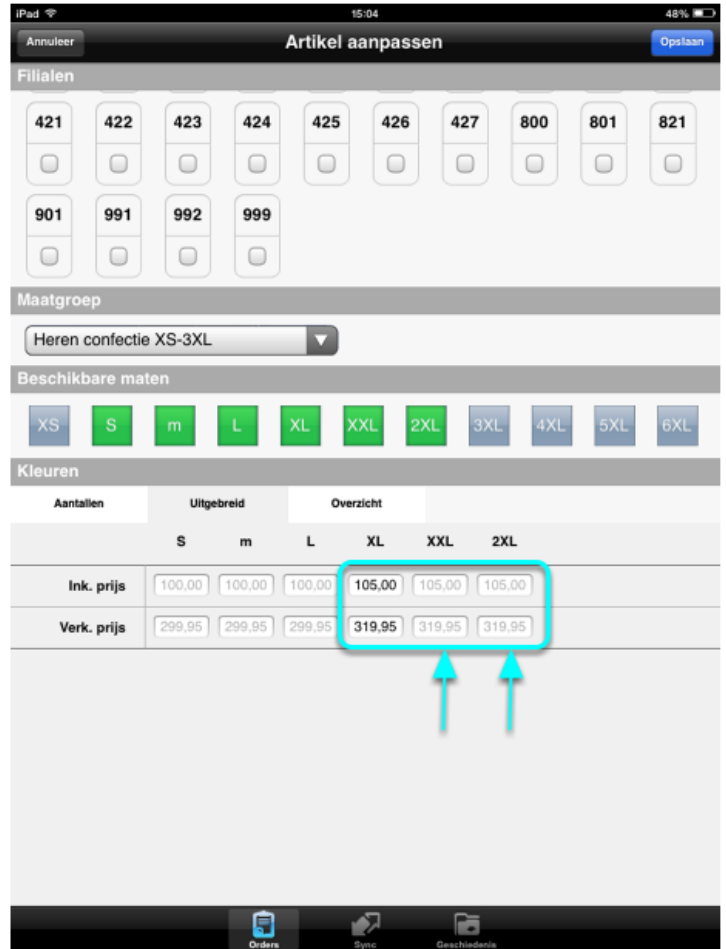 iPad 15:04 48%
Annuleer Artikel aanpassen Opslaan
Filialen
421 422 423 424 425 426 427 800 801 821
901 991 992 999
Maatgroep
Heren confectie XS-3XL
Beschikbare maten
XS S m L XL XXL 2XL 3XL 4XL 5XL 6XL
Kleuren
Aantallen Uitgebreid Overzicht
S m L XL XXL 2XL
Ink. prijs 100,00 100,00 100,00 105,00 105,00 105,00
Verk. prijs 299,95 299,95 299,95 319,95 319,95 319,95
Orders Sync Geschiedenis